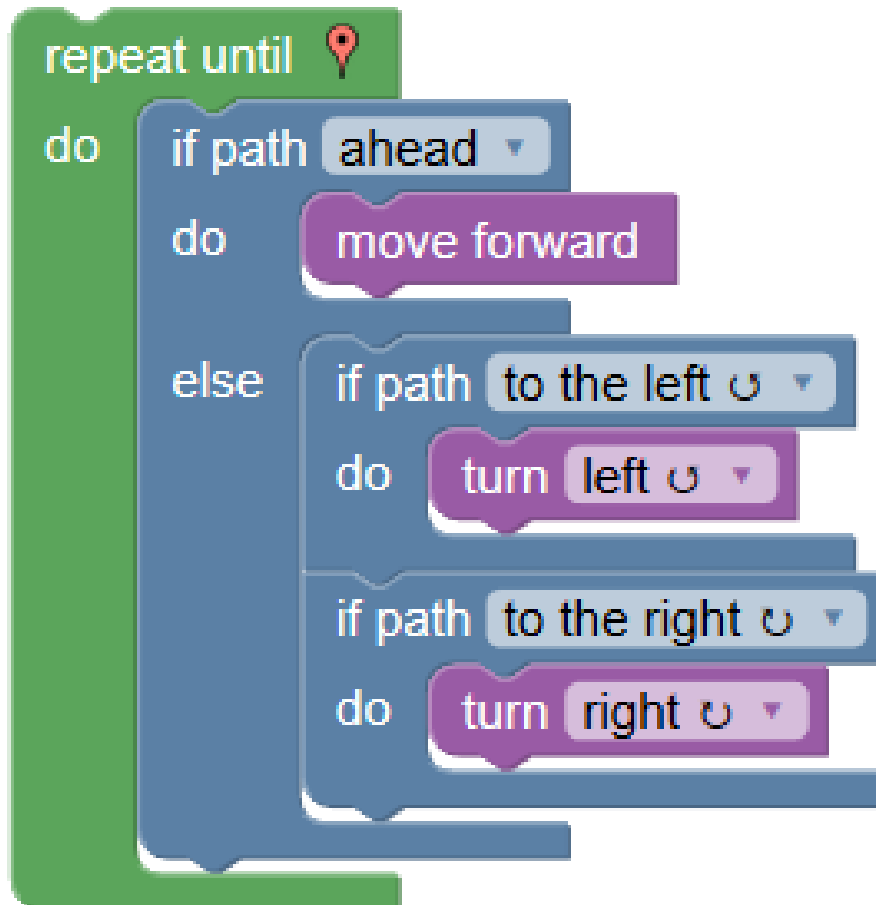 repeat until
do if path ahead
do move forward
else if path to the left ↺
do turn left ↺
if path to the right ↻
do turn right ↻